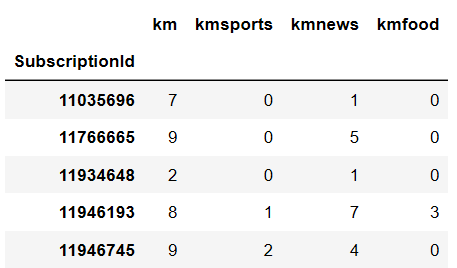 km kmsports kmnews kmfood
SubscriptionId
11035696 7 0 1 0
11766665 9 0 5 0
11934648 2 0 1 0
11946193 8 1 7 3
11946745 9 2 4 0